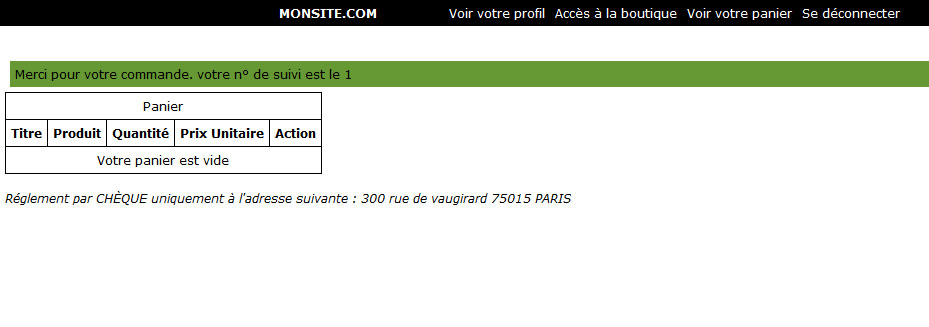 MONSITE.COM Voir votre profil Accès à la boutique Voir votre panier Se déconnecter
Merci pour votre commande. votre n° de suivi est le 1
Panier
Titre Produit Quantité Prix Unitaire Action
Votre panier est vide
Réglement par CHÈQUE uniquement à l'adresse suivante : 300 rue de vaugirard 75015 PARIS